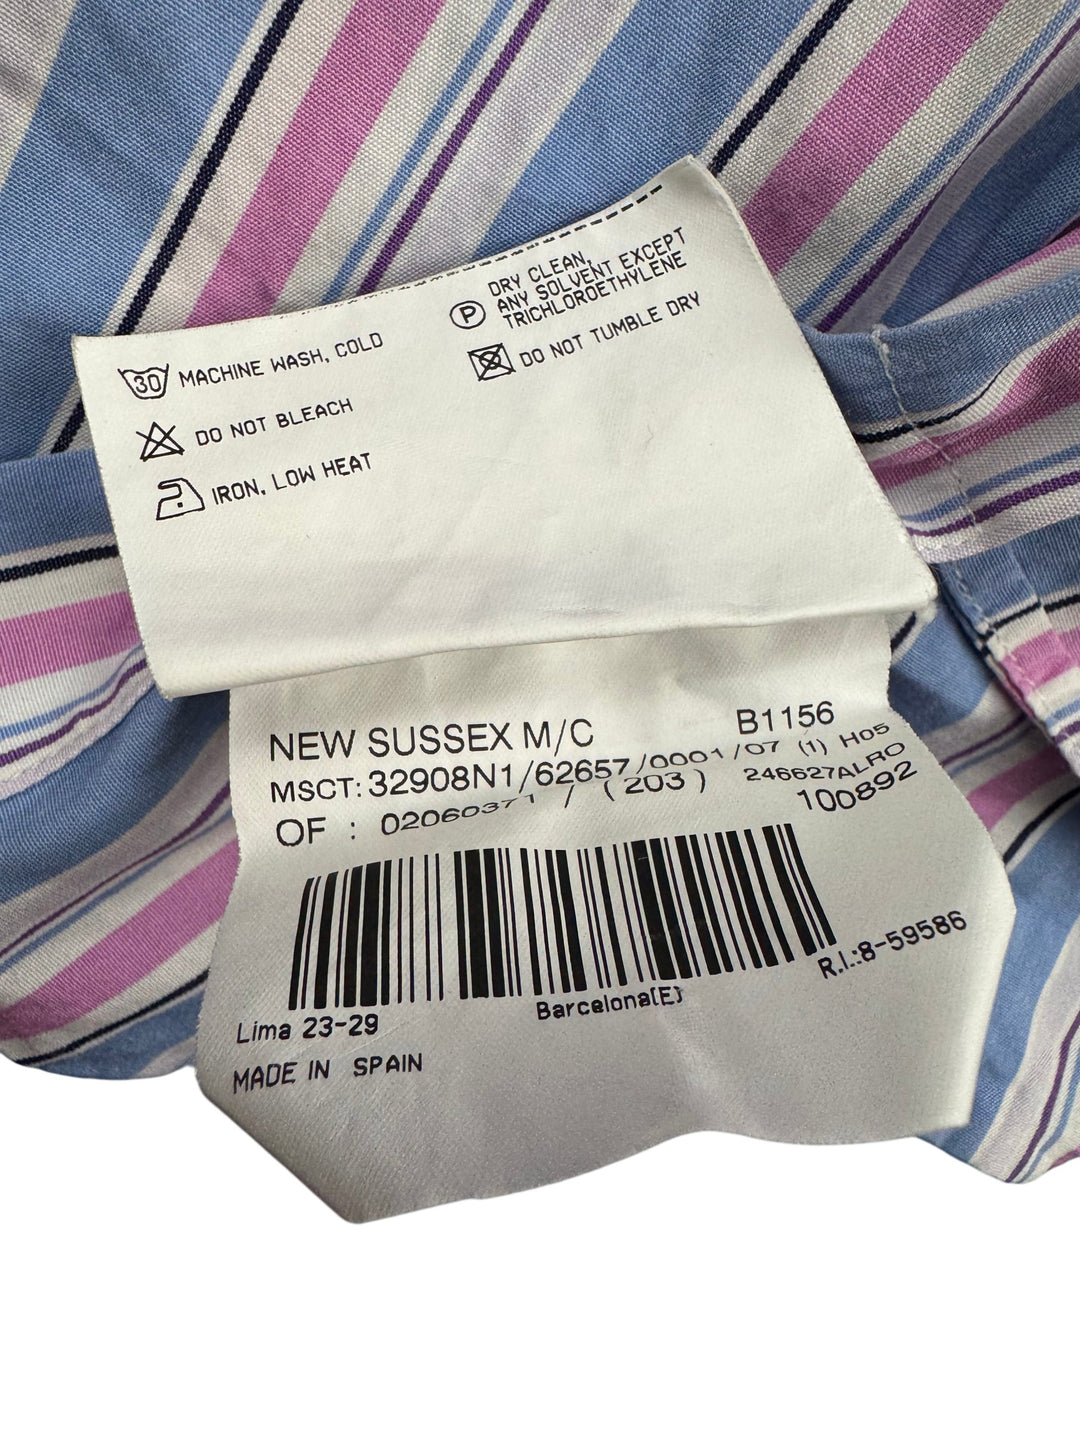 30 MACHINE WASH, COLD
DO NOT BLEACH
IRON, LOW HEAT
P DRY CLEAN,
ANY SOLVENT EXCEPT
TRICHLOROETHYLENE
DO NOT TUMBLE DRY
NEW SUSSEX M/C B1156
MSCT: 32908N1/62657/0001/07 (1) H05
OF : 02060371 / (203) 246627ALRO
100892
R.I.:8-59586
Barcelona(E)
Lima 23-29
MADE IN SPAIN